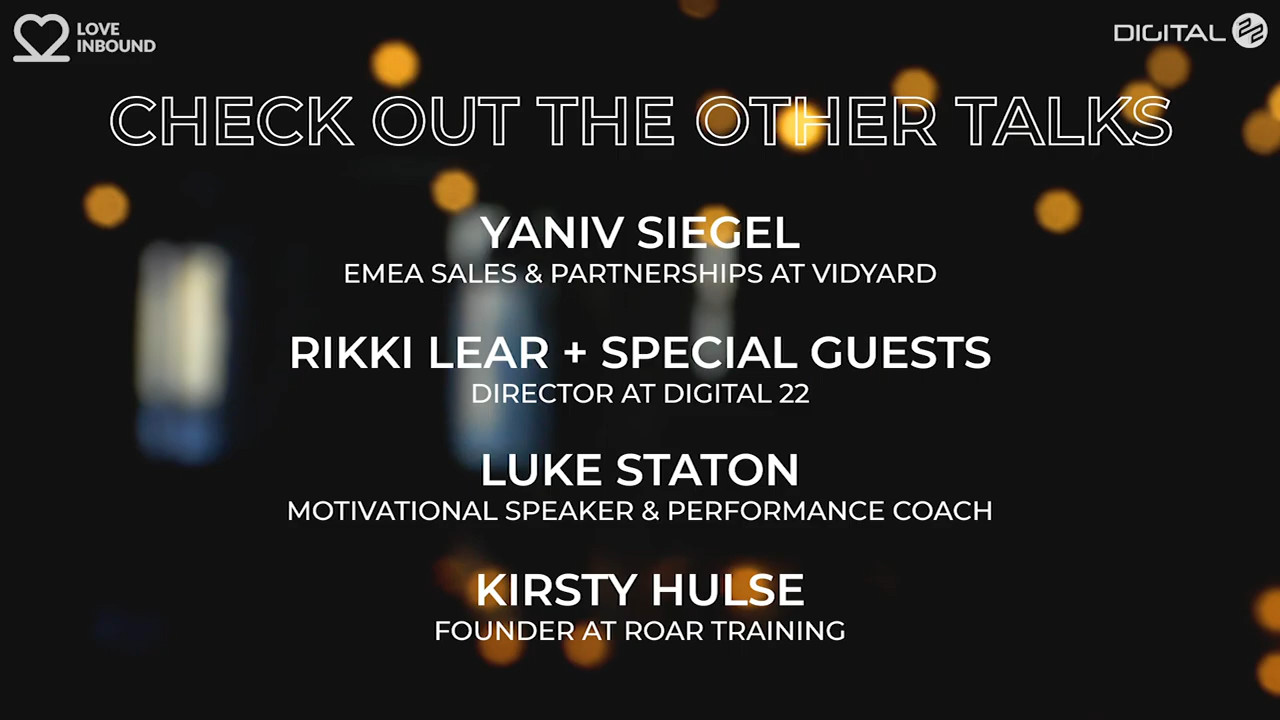 LOVE
INBOUND
DIGITAL 22
CHECK OUT THE OTHER TALKS
YANIV SIEGEL
EMEA SALES & PARTNERSHIPS AT VIDYARD
RIKKI LEAR + SPECIAL GUESTS
DIRECTOR AT DIGITAL 22
LUKE STATON
MOTIVATIONAL SPEAKER & PERFORMANCE COACH
KIRSTY HULSE
FOUNDER AT ROAR TRAINING